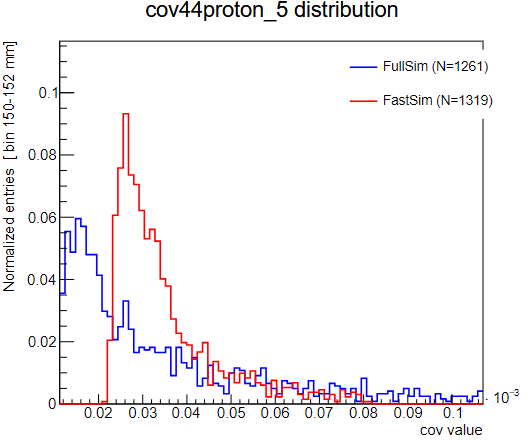 cov44proton_5 distribution
Normalized entries [ bin 150-152 mm]
FullSim (N=1261)
FastSim (N=1319)
0.1
0.08
0.06
0.04
0.02
0
0.02 0.03 0.04 0.05 0.06 0.07 0.08 0.09 0.1
· 10⁻³
cov value